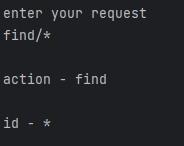 enter your request
find/*
action - find
id - *